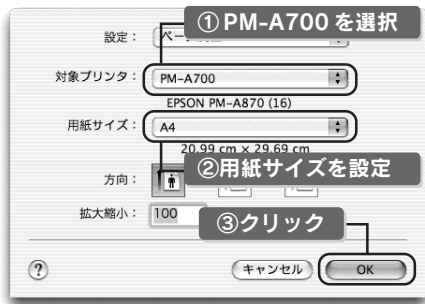 ①PM-A700を選択
設定：
対象プリンタ： PM-A700
EPSON PM-A870 (16)
用紙サイズ： A4
20.99 cm × 29.69 cm
②用紙サイズを設定
方向：
拡大縮小： 100
③クリック
? キャンセル OK